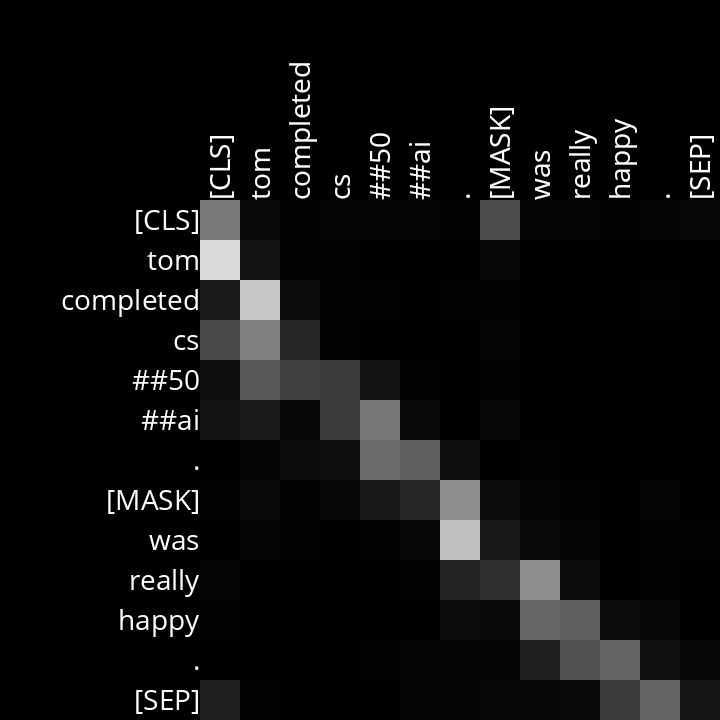 [CLS] tom completed cs ##50 ##ai . [MASK] was really happy . [SEP]
[CLS]
tom
completed
cs
##50
##ai
.
[MASK]
was
really
happy
.
[SEP]